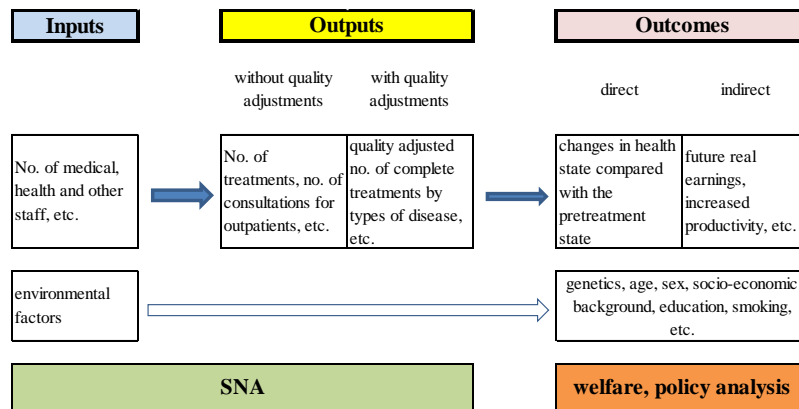 Inputs
Outputs
Outcomes
without quality
adjustments
with quality
adjustments
direct
indirect
No. of medical,
health and other
staff, etc.
No. of
treatments, no. of
consultations for
outpatients, etc.
quality adjusted
no. of complete
treatments by
types of disease,
etc.
changes in health
state compared
with the
pretreatment
state
future real
earnings,
increased
productivity, etc.
environmental
factors
genetics, age, sex, socio-economic
background, education, smoking,
etc.
SNA
welfare, policy analysis